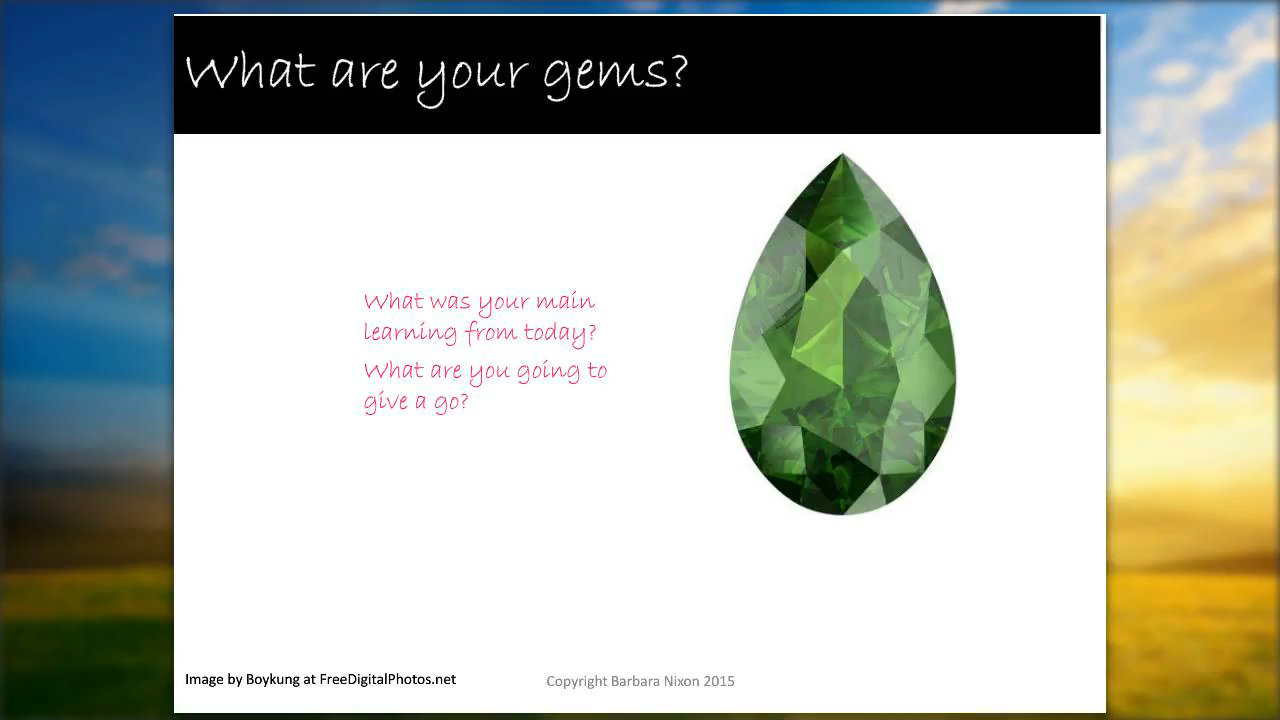 What are your gems?
What was your main
learning from today?
What are you going to
give a go?
Image by Boykung at FreeDigitalPhotos.net
Copyright Barbara Nixon 2015